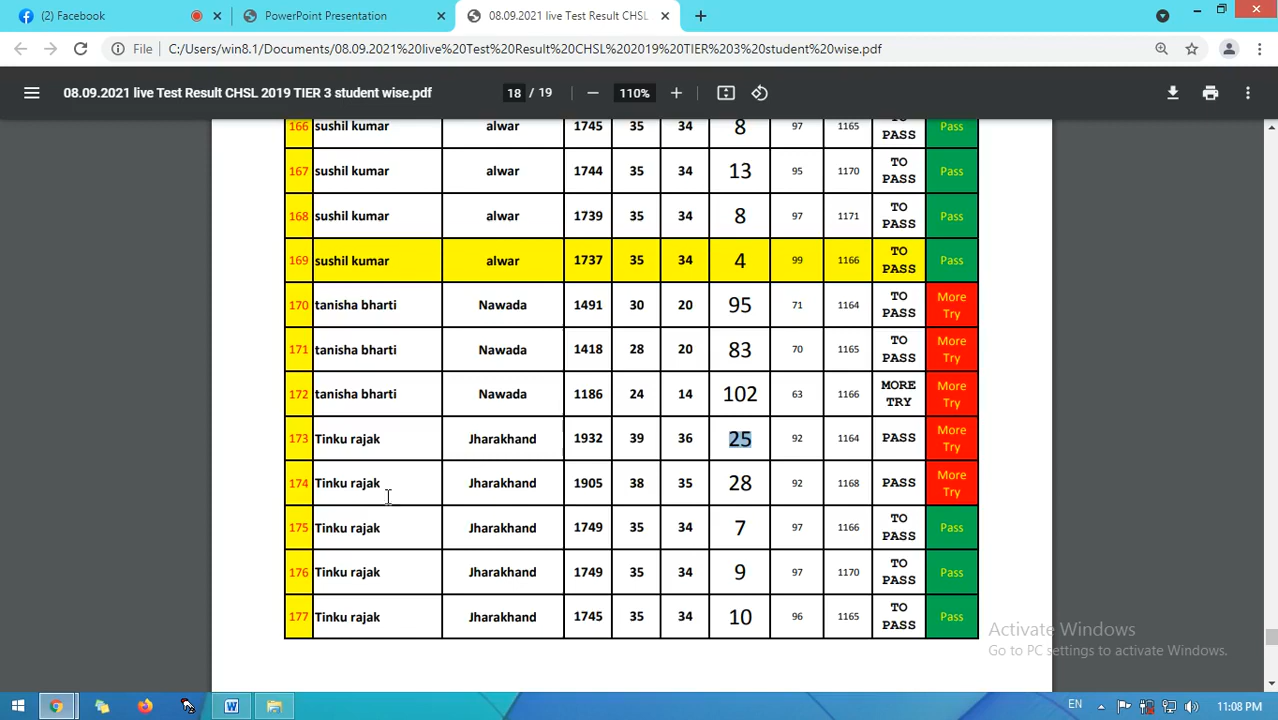 (2) Facebook PowerPoint Presentation 08.09.2021 live Test Result CHSL
File C:/Users/win8.1/Documents/08.09.2021%20live%20Test%20Result%20CHSL%202019%20TIER%203%20student%20wise.pdf
08.09.2021 live Test Result CHSL 2019 TIER 3 student wise.pdf 18 / 19 110%
166 sushil kumar alwar 1745 35 34 8 97 1165 TO PASS Pass
167 sushil kumar alwar 1744 35 34 13 95 1170 TO PASS Pass
168 sushil kumar alwar 1739 35 34 8 97 1171 TO PASS Pass
169 sushil kumar alwar 1737 35 34 4 99 1166 TO PASS Pass
170 tanisha bharti Nawada 1491 30 20 95 71 1164 TO PASS More Try
171 tanisha bharti Nawada 1418 28 20 83 70 1165 TO PASS More Try
172 tanisha bharti Nawada 1186 24 14 102 63 1166 MORE TRY More Try
173 Tinku rajak Jharakhand 1932 39 36 25 92 1164 PASS More Try
174 Tinku rajak Jharakhand 1905 38 35 28 92 1168 PASS More Try
175 Tinku rajak Jharakhand 1749 35 34 7 97 1166 TO PASS Pass
176 Tinku rajak Jharakhand 1749 35 34 9 97 1170 TO PASS Pass
177 Tinku rajak Jharakhand 1745 35 34 10 96 1165 TO PASS Pass
Activate Windows
Go to PC settings to activate Windows.
EN 11:08 PM